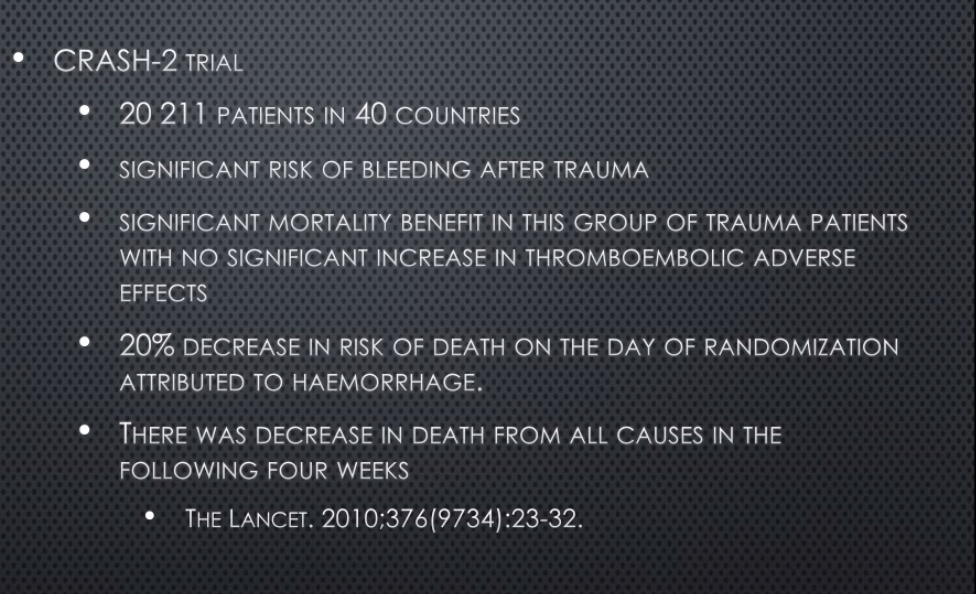 • CRASH-2 TRIAL
• 20 211 PATIENTS IN 40 COUNTRIES
• SIGNIFICANT RISK OF BLEEDING AFTER TRAUMA
• SIGNIFICANT MORTALITY BENEFIT IN THIS GROUP OF TRAUMA PATIENTS
WITH NO SIGNIFICANT INCREASE IN THROMBOEMBOLIC ADVERSE
EFFECTS
• 20% DECREASE IN RISK OF DEATH ON THE DAY OF RANDOMIZATION
ATTRIBUTED TO HAEMORRHAGE.
• THERE WAS DECREASE IN DEATH FROM ALL CAUSES IN THE
FOLLOWING FOUR WEEKS
• THE LANCET. 2010;376(9734):23-32.